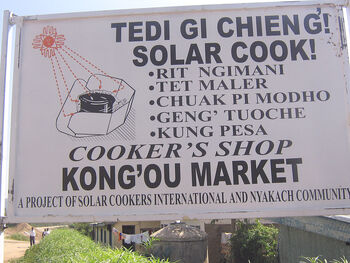 TEDI GI CHIENG!
SOLAR COOK!
•RIT NGIMANI
•TET MALER
•CHUAK PI MODHO
•GENG' TUOCHE
•KUNG PESA
COOKER'S SHOP
KONG'OU MARKET
A PROJECT OF SOLAR COOKERS INTERNATIONAL AND NYAKACH COMMUNITY